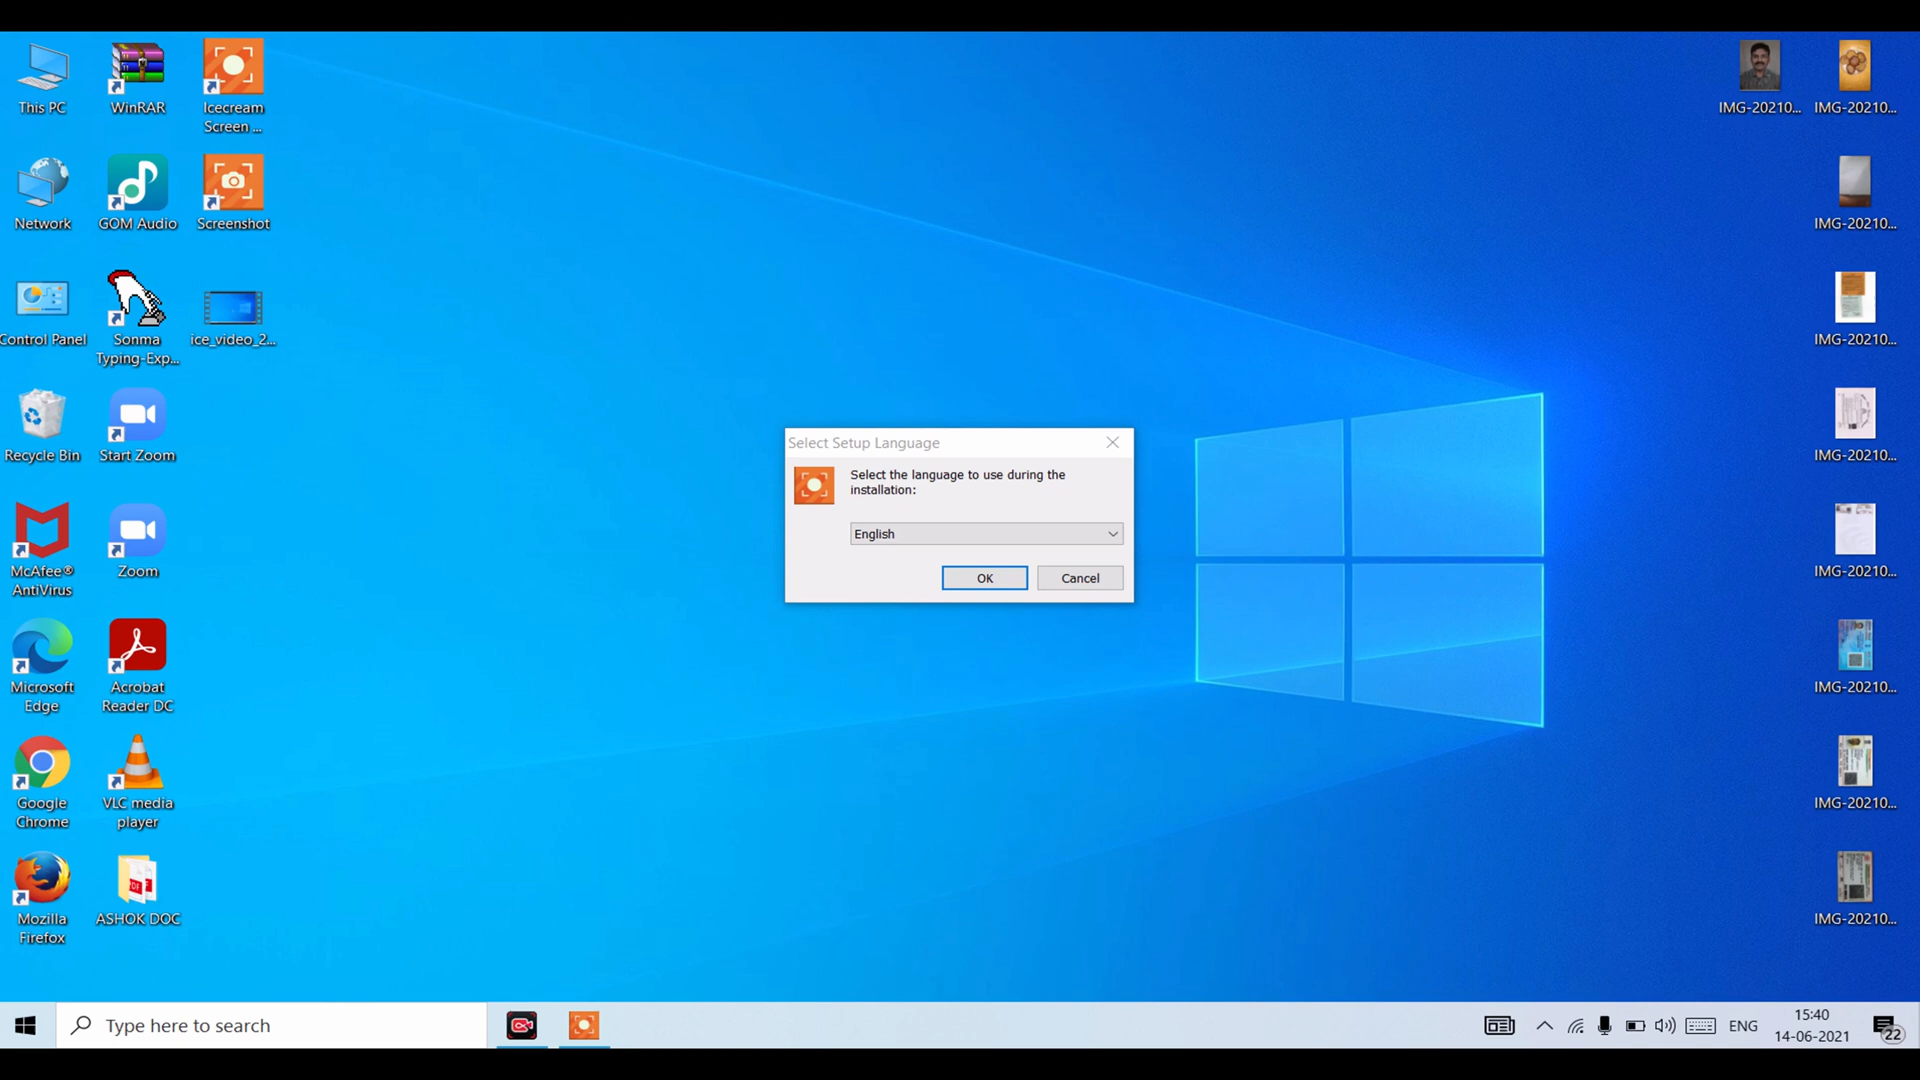 This PC
WinRAR
Icecream
Screen ...
IMG-20210...
IMG-20210...
Network
GOM Audio
Screenshot
IMG-20210...
Control Panel
Sonma
Typing-Exp...
ice_video_2...
IMG-20210...
Recycle Bin
Start Zoom
IMG-20210...
Select Setup Language
Select the language to use during the
installation:
English
OK
Cancel
McAfee®
AntiVirus
Zoom
IMG-20210...
Microsoft
Edge
Acrobat
Reader DC
IMG-20210...
Google
Chrome
VLC media
player
IMG-20210...
Mozilla
Firefox
ASHOK DOC
IMG-20210...
Type here to search
ENG
15:40
14-06-2021
22